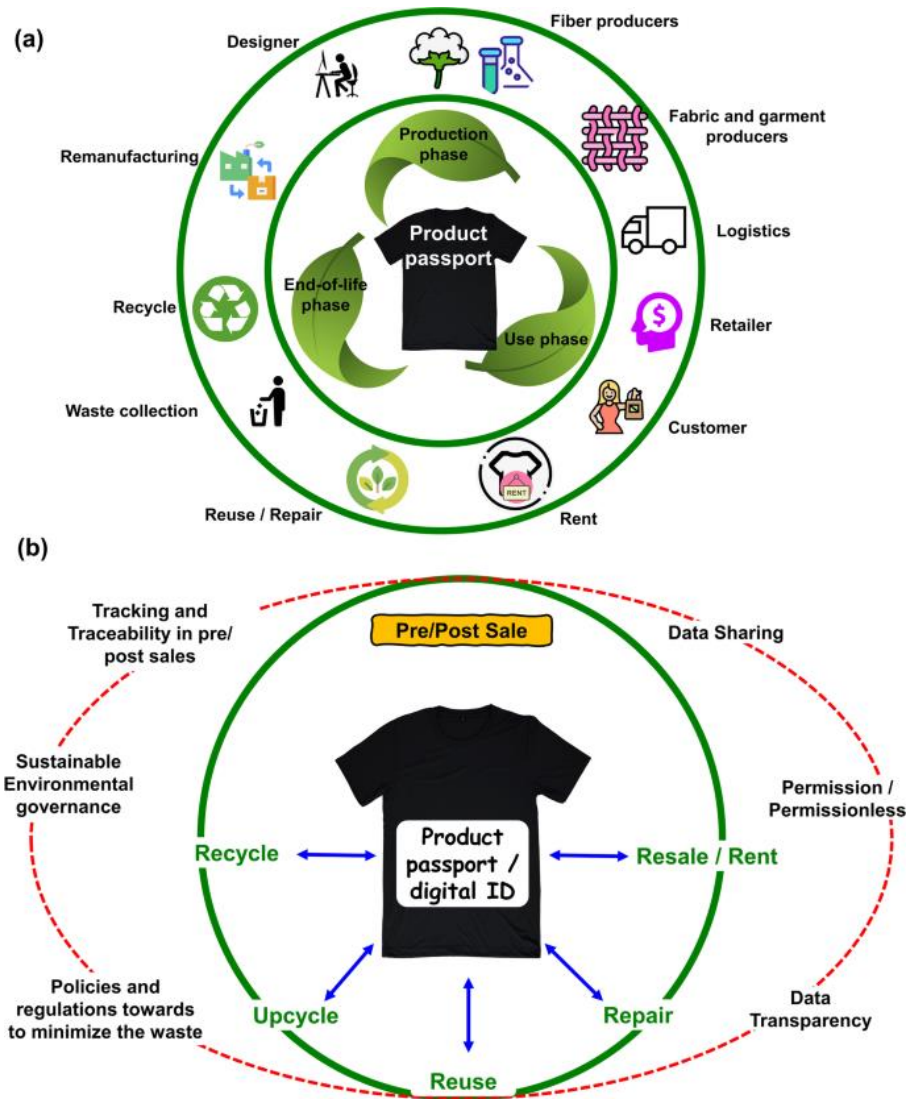 (a)
Designer
Fiber producers
Remanufacturing
Production
phase
Fabric and garment
producers
Product
passport
Logistics
Recycle
End-of-life
phase
Use phase
Retailer
Waste collection
Customer
Reuse / Repair
RENT
Rent
(b)
Tracking and
Traceability in pre/
post sales
Pre/Post Sale
Data Sharing
Sustainable
Environmental
governance
Permission /
Permissionless
Recycle
Product
passport /
digital ID
Resale / Rent
Policies and
regulations towards
to minimize the waste
Upcycle
Repair
Data
Transparency
Reuse